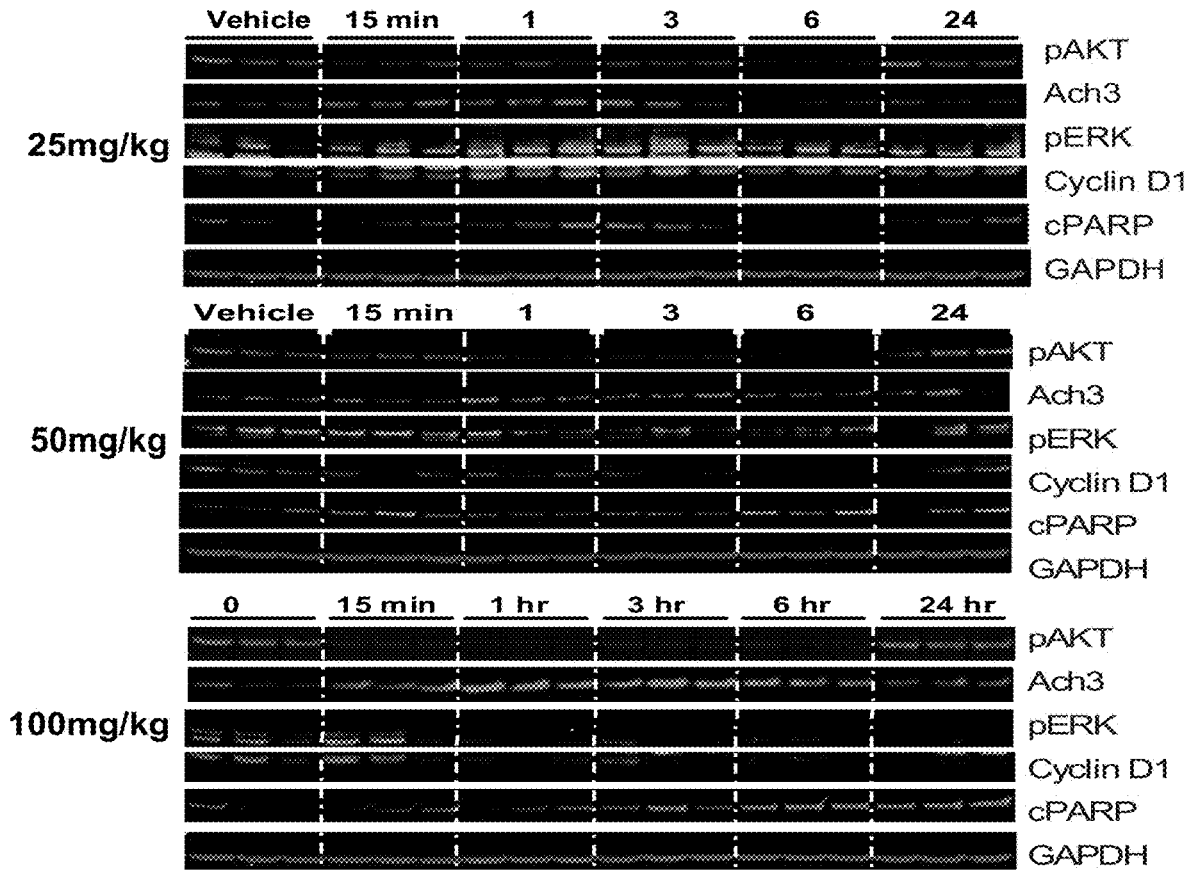 Vehicle 15 min 1 3 6 24
pAKT
Ach3
25mg/kg
pERK
Cyclin D1
cPARP
GAPDH
Vehicle 15 min 1 3 6 24
pAKT
Ach3
50mg/kg
pERK
Cyclin D1
cPARP
GAPDH
0 15 min 1 hr 3 hr 6 hr 24 hr
pAKT
Ach3
100mg/kg
pERK
Cyclin D1
cPARP
GAPDH